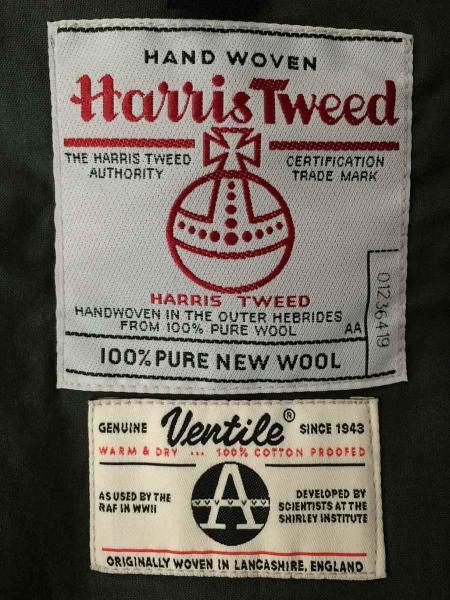 HAND WOVEN
Harris Tweed
THE HARRIS TWEED AUTHORITY
CERTIFICATION TRADE MARK
HARRIS TWEED
HANDWOVEN IN THE OUTER HEBRIDES
FROM 100% PURE WOOL
AA
01236419
100% PURE NEW WOOL
GENUINE Ventile® SINCE 1943
WARM & DRY ... 100% COTTON PROOFED
AS USED BY THE
RAF IN WWII
A
DEVELOPED BY
SCIENTISTS AT THE
SHIRLEY INSTITUTE
ORIGINALLY WOVEN IN LANCASHIRE, ENGLAND